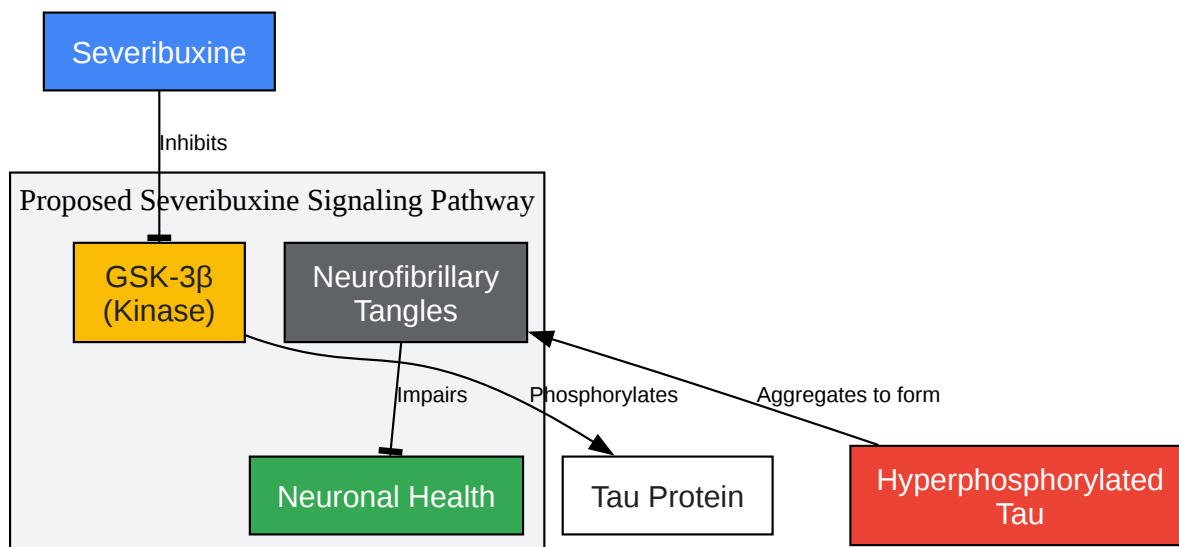 Severibuxine
Inhibits
Proposed Severibuxine Signaling Pathway
GSK-3β
(Kinase)
Neurofibrillary
Tangles
Impairs
Phosphorylates
Aggregates to form
Neuronal Health
Tau Protein
Hyperphosphorylated
Tau